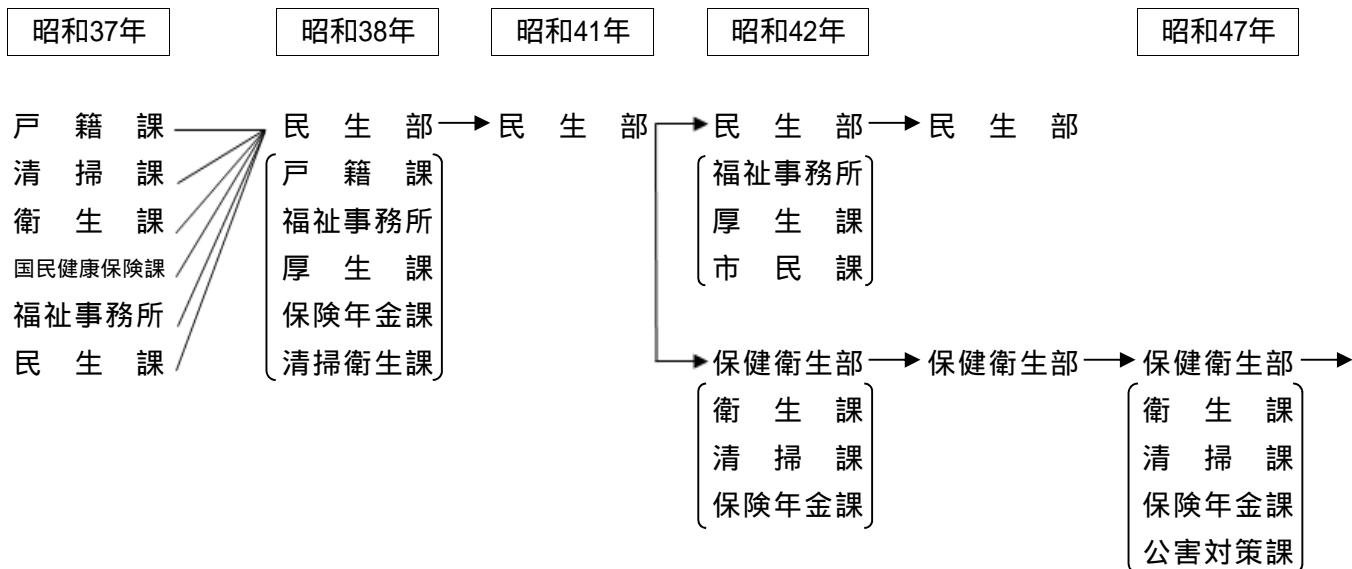 昭和37年 昭和38年 昭和41年 昭和42年 昭和47年
戸籍課 民生部 民生部 民生部 民生部
清掃課 戸籍課 福祉事務所
衛生課 福祉事務所 厚生課
国民健康保険課 厚生課 市民課
福祉事務所 保険年金課
民生課 清掃衛生課 保健衛生部 保健衛生部 保健衛生部
衛生課 衛生課
清掃課 清掃課
保険年金課 保険年金課
公害対策課